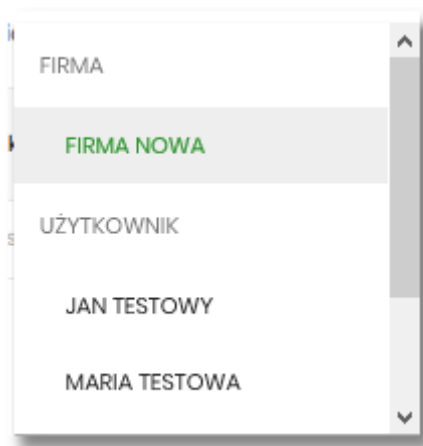 FIRMA
FIRMA NOWA
UŻYTKOWNIK
JAN TESTOWY
MARIA TESTOWA